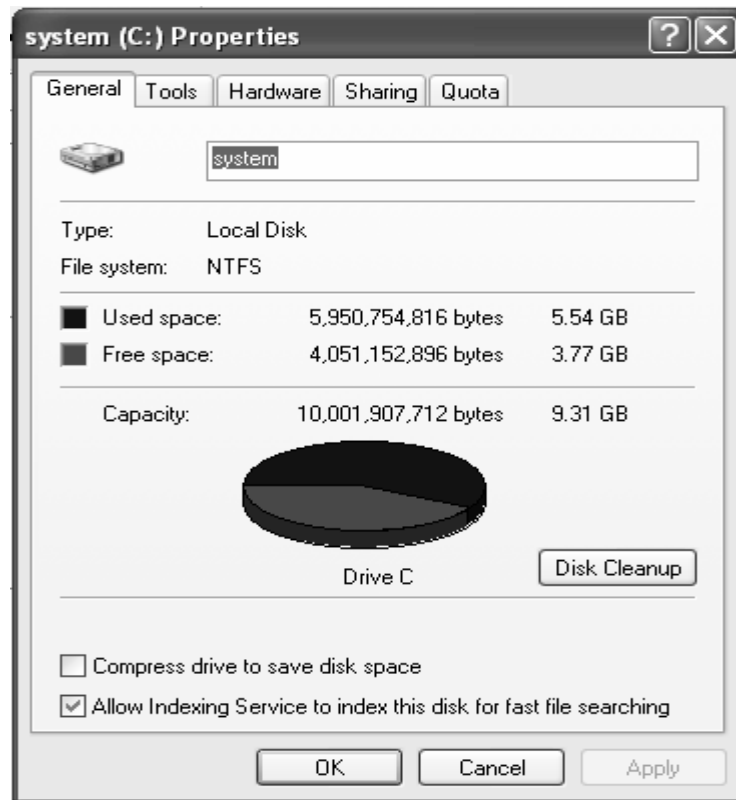 system (C:) Properties
General Tools Hardware Sharing Quota
system
Type: Local Disk
File system: NTFS
Used space: 5,950,754,816 bytes 5.54 GB
Free space: 4,051,152,896 bytes 3.77 GB
Capacity: 10,001,907,712 bytes 9.31 GB
Drive C
Disk Cleanup
Compress drive to save disk space
Allow Indexing Service to index this disk for fast file searching
OK Cancel Apply